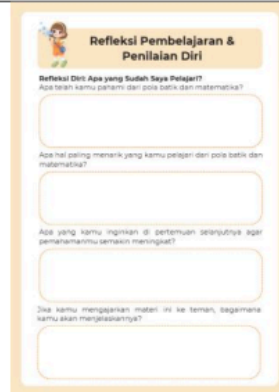 Refleksi Pembelajaran &
Penilaian Diri
Refleksi Diri: Apa yang Sudah Saya Pelajari?
Apa telah kamu pahami dari pola batik dan matematika?
Apa hal paling menarik yang kamu pelajari dari pola batik dan
matematika?
Apa yang kamu inginkan di pertemuan selanjutnya agar
pemahamanmu semakin meningkat?
Jika kamu mengajarkan materi ini ke teman, bagaimana
kamu akan menjelaskannya?